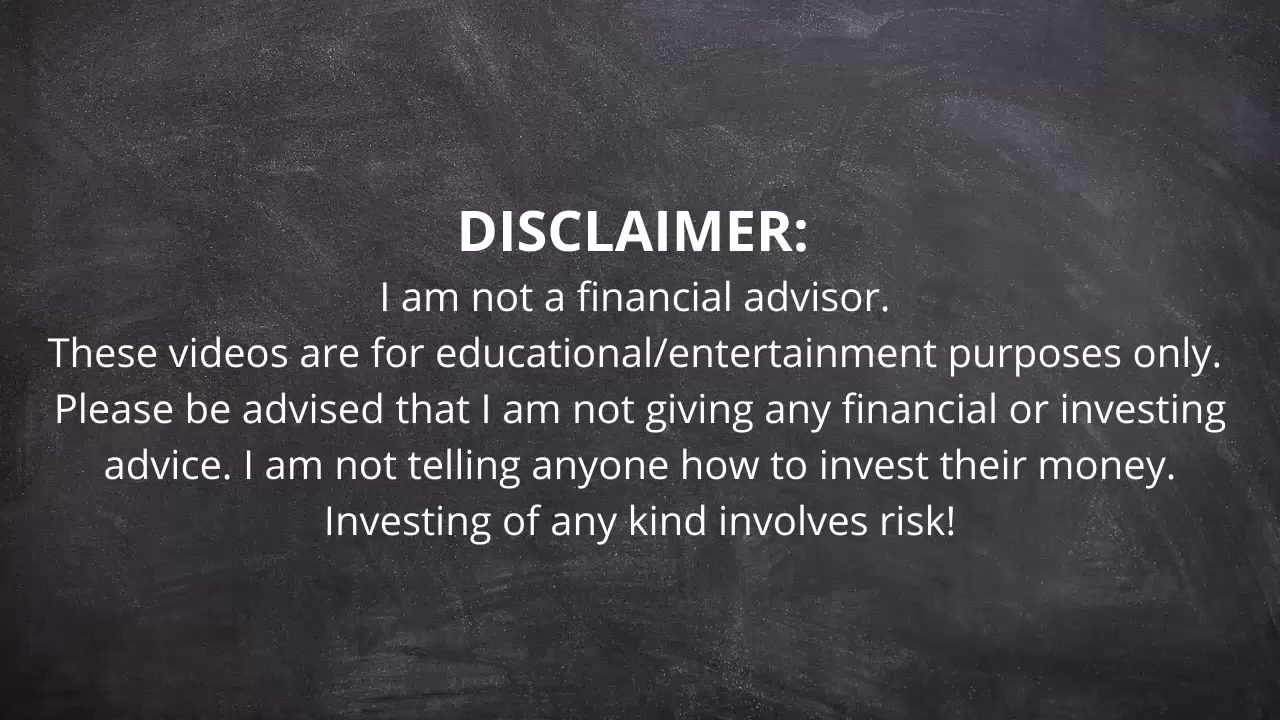 DISCLAIMER:
I am not a financial advisor.
These videos are for educational/entertainment purposes only.
Please be advised that I am not giving any financial or investing
advice. I am not telling anyone how to invest their money.
Investing of any kind involves risk!